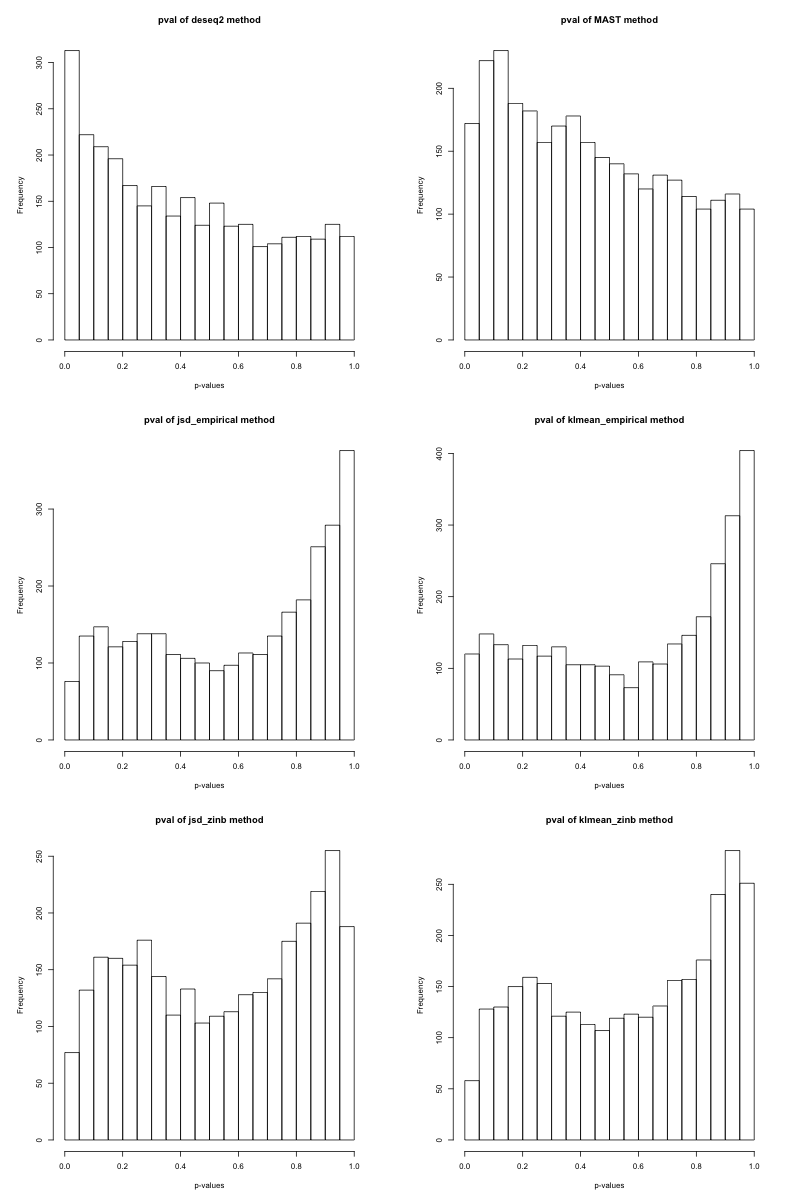 pval of deseq2 method
Frequency
0
50
100
150
200
250
300
0.0 0.2 0.4 0.6 0.8 1.0
p-values
pval of MAST method
Frequency
0
50
100
150
200
0.0 0.2 0.4 0.6 0.8 1.0
p-values
pval of jsd_empirical method
Frequency
0
100
200
300
0.0 0.2 0.4 0.6 0.8 1.0
p-values
pval of klmean_empirical method
Frequency
0
100
200
300
400
0.0 0.2 0.4 0.6 0.8 1.0
p-values
pval of jsd_zinb method
Frequency
0
50
100
150
200
250
0.0 0.2 0.4 0.6 0.8 1.0
p-values
pval of klmean_zinb method
Frequency
0
50
100
150
200
250
0.0 0.2 0.4 0.6 0.8 1.0
p-values